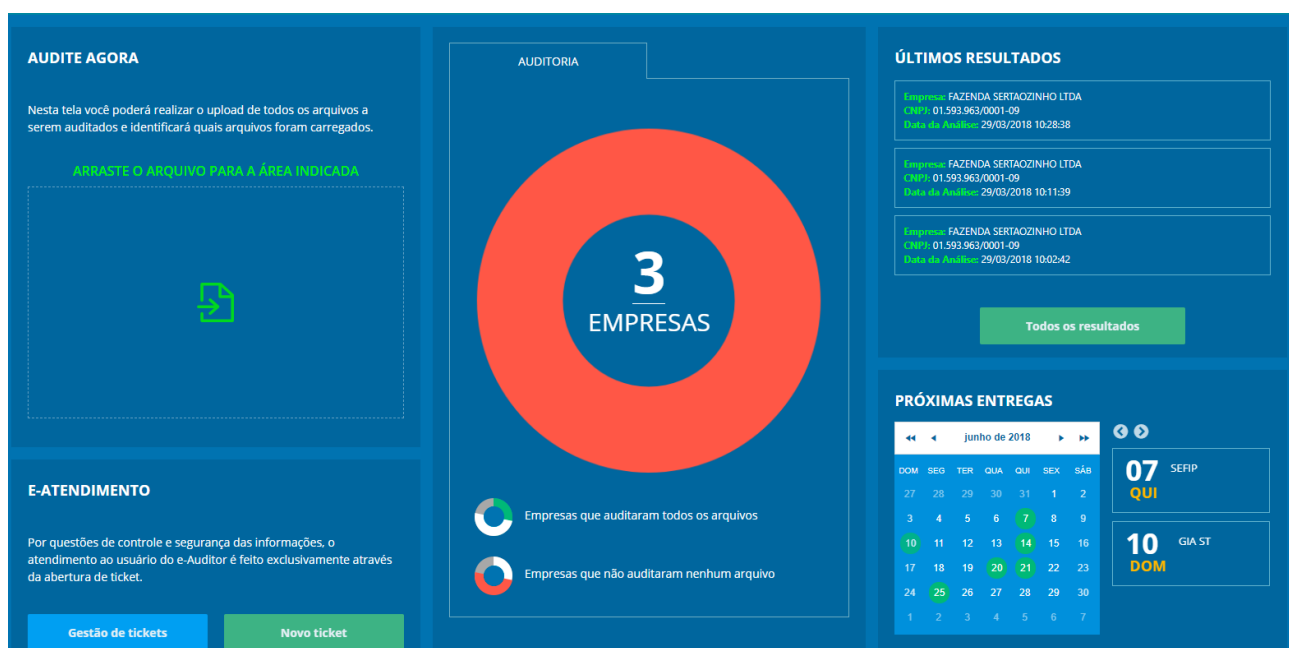 AUDITE AGORA
Nesta tela você poderá realizar o upload de todos os arquivos a
serem auditados e identificará quais arquivos foram carregados.
ARRASTE O ARQUIVO PARA A ÁREA INDICADA
E-ATENDIMENTO
Por questões de controle e segurança das informações, o
atendimento ao usuário do e-Auditor é feito exclusivamente através
da abertura de ticket.
Gestão de tickets
Novo ticket
AUDITORIA
3
EMPRESAS
Empresas que auditaram todos os arquivos
Empresas que não auditaram nenhum arquivo
ÚLTIMOS RESULTADOS
Empresa: FAZENDA SERTAOZINHO LTDA
CNPJ: 01.593.963/0001-09
Data da Análise: 29/03/2018 10:28:38
Empresa: FAZENDA SERTAOZINHO LTDA
CNPJ: 01.593.963/0001-09
Data da Análise: 29/03/2018 10:11:39
Empresa: FAZENDA SERTAOZINHO LTDA
CNPJ: 01.593.963/0001-09
Data da Análise: 29/03/2018 10:02:42
Todos os resultados
PRÓXIMAS ENTREGAS
junho de 2018
DOM SEG TER QUA QUI SEX SÁB
27 28 29 30 31 1 2
3 4 5 6 7 8 9
10 11 12 13 14 15 16
17 18 19 20 21 22 23
24 25 26 27 28 29 30
1 2 3 4 5 6 7
07 SEFIP
QUI
10 GIA ST
DOM